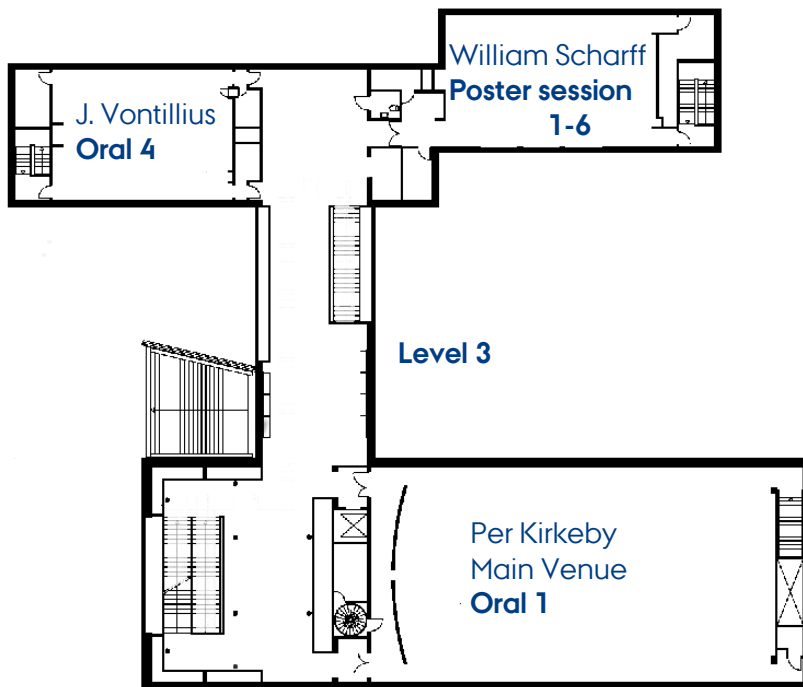 William Scharff
Poster session
1-6
J. Vontillius
Oral 4
Level 3
Per Kirkeby
Main Venue
Oral 1